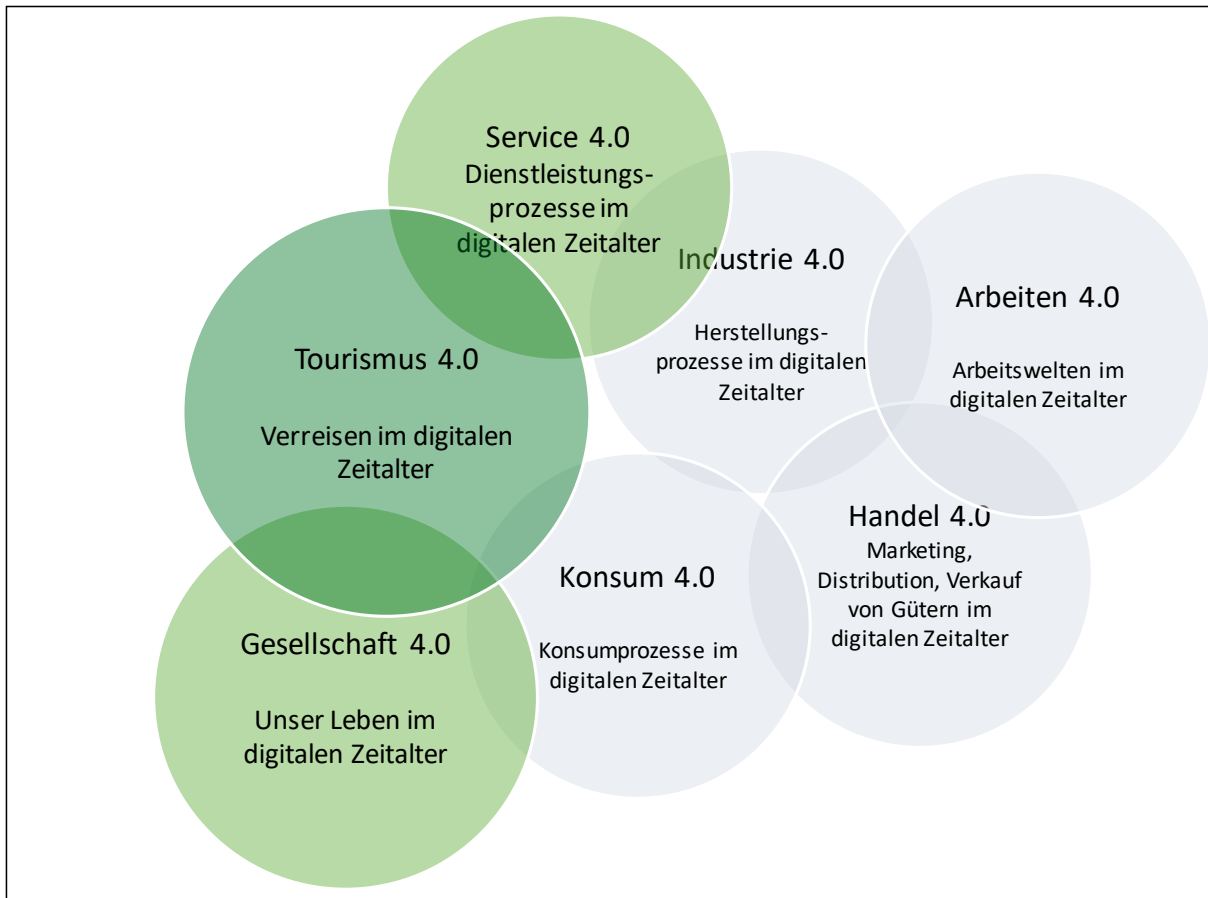 Service 4.0
Dienstleistungs-
prozesse im
digitalen Zeitalter
Industrie 4.0
Herstellungs-
prozesse im digitalen
Zeitalter
Arbeiten 4.0
Arbeitswelten im
digitalen Zeitalter
Tourismus 4.0
Verreisen im digitalen
Zeitalter
Handel 4.0
Marketing,
Distribution, Verkauf
von Gütern im
digitalen Zeitalter
Konsum 4.0
Konsumprozesse im
digitalen Zeitalter
Gesellschaft 4.0
Unser Leben im
digitalen Zeitalter